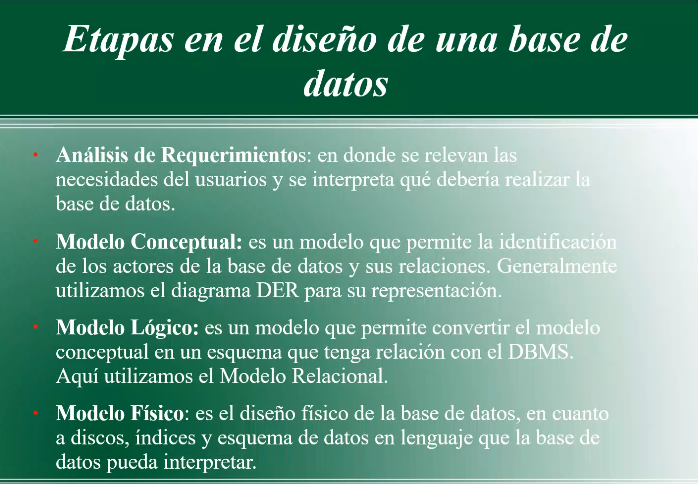 Etapas en el diseño de una base de
datos
• Análisis de Requerimientos: en donde se relevan las
necesidades del usuarios y se interpreta qué debería realizar la
base de datos.
• Modelo Conceptual: es un modelo que permite la identificación
de los actores de la base de datos y sus relaciones. Generalmente
utilizamos el diagrama DER para su representación.
• Modelo Lógico: es un modelo que permite convertir el modelo
conceptual en un esquema que tenga relación con el DBMS.
Aquí utilizamos el Modelo Relacional.
• Modelo Físico: es el diseño físico de la base de datos, en cuanto
a discos, índices y esquema de datos en lenguaje que la base de
datos pueda interpretar.